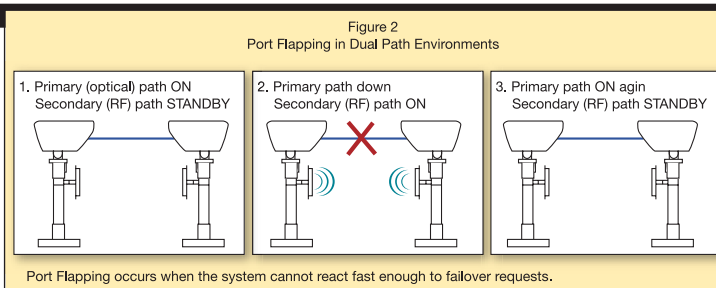 Figure 2
Port Flapping in Dual Path Environments
1. Primary (optical) path ON
Secondary (RF) path STANDBY
2. Primary path down
Secondary (RF) path ON
3. Primary path ON agin
Secondary (RF) path STANDBY
Port Flapping occurs when the system cannot react fast enough to failover requests.